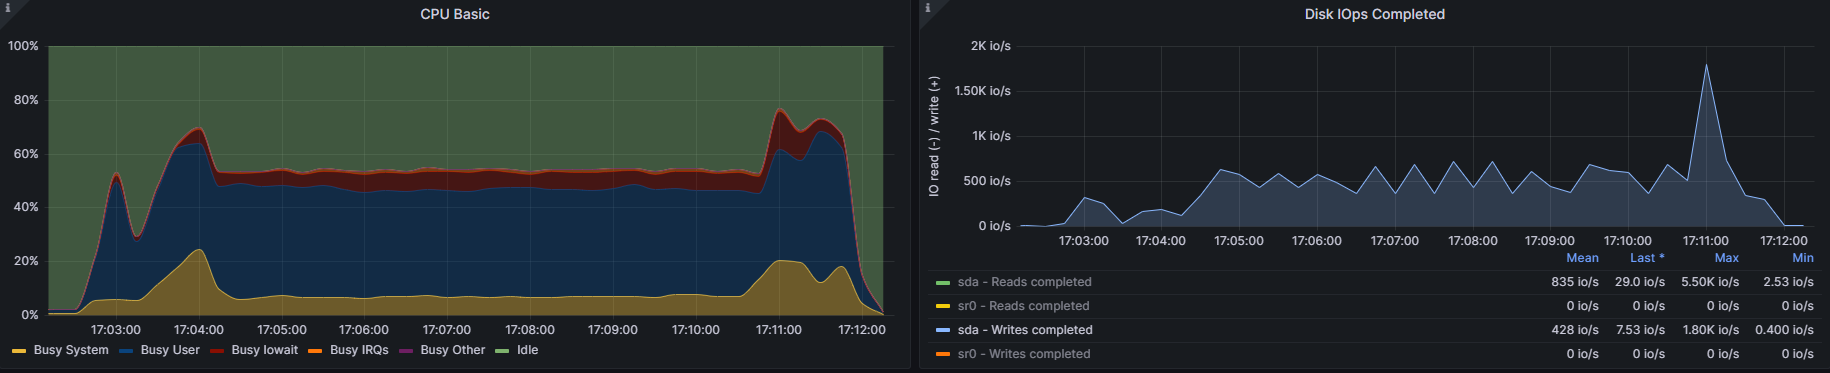 CPU Basic
100%
80%
60%
40%
20%
0%
17:03:00 17:04:00 17:05:00 17:06:00 17:07:00 17:08:00 17:09:00 17:10:00 17:11:00 17:12:00
Busy System Busy User Busy Iowait Busy IRQs Busy Other Idle
Disk IOps Completed
IO read (-) / write (+)
2K io/s
1.50K io/s
1K io/s
500 io/s
0 io/s
17:03:00 17:04:00 17:05:00 17:06:00 17:07:00 17:08:00 17:09:00 17:10:00 17:11:00 17:12:00
Mean Last * Max Min
sda - Reads completed 835 io/s 29.0 io/s 5.50K io/s 2.53 io/s
sr0 - Reads completed 0 io/s 0 io/s 0 io/s 0 io/s
sda - Writes completed 428 io/s 7.53 io/s 1.80K io/s 0.400 io/s
sr0 - Writes completed 0 io/s 0 io/s 0 io/s 0 io/s